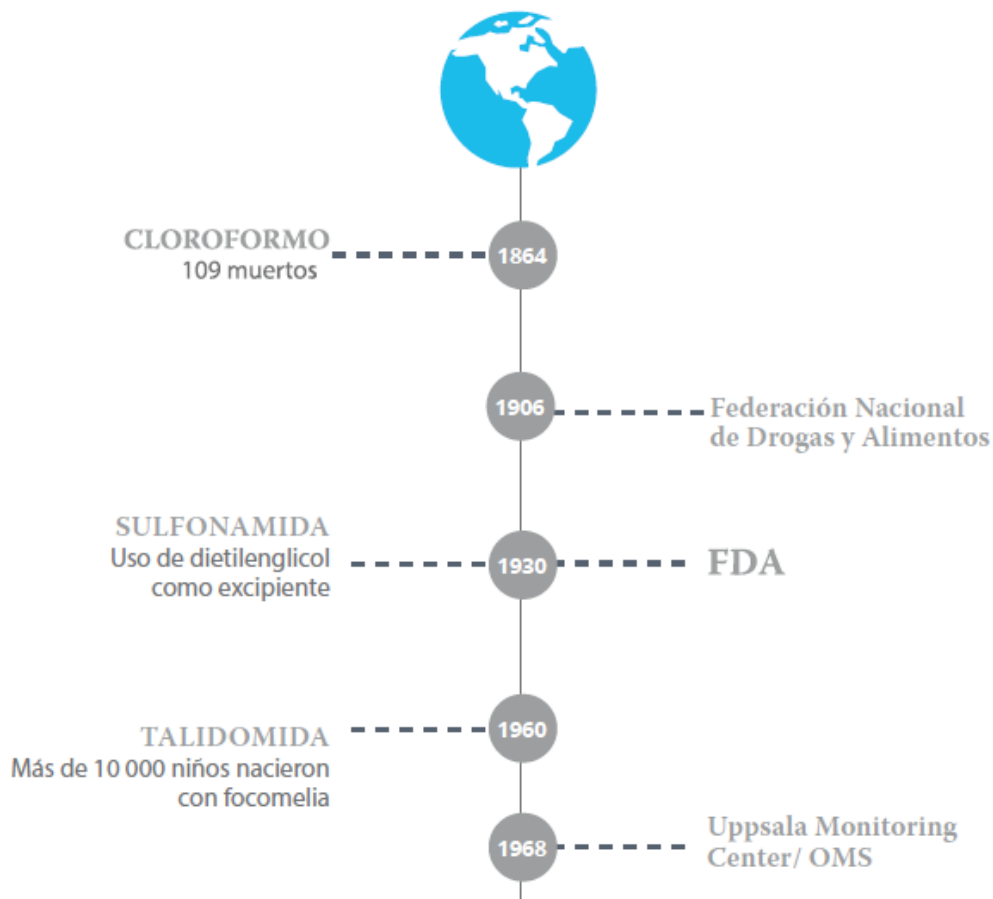 CLOROFORMO
109 muertos
1864
1906
Federación Nacional
de Drogas y Alimentos
SULFONAMIDA
Uso de dietilenglicol
como excipiente
1930
FDA
TALIDOMIDA
Más de 10 000 niños nacieron
con focomelia
1960
1968
Uppsala Monitoring
Center/ OMS